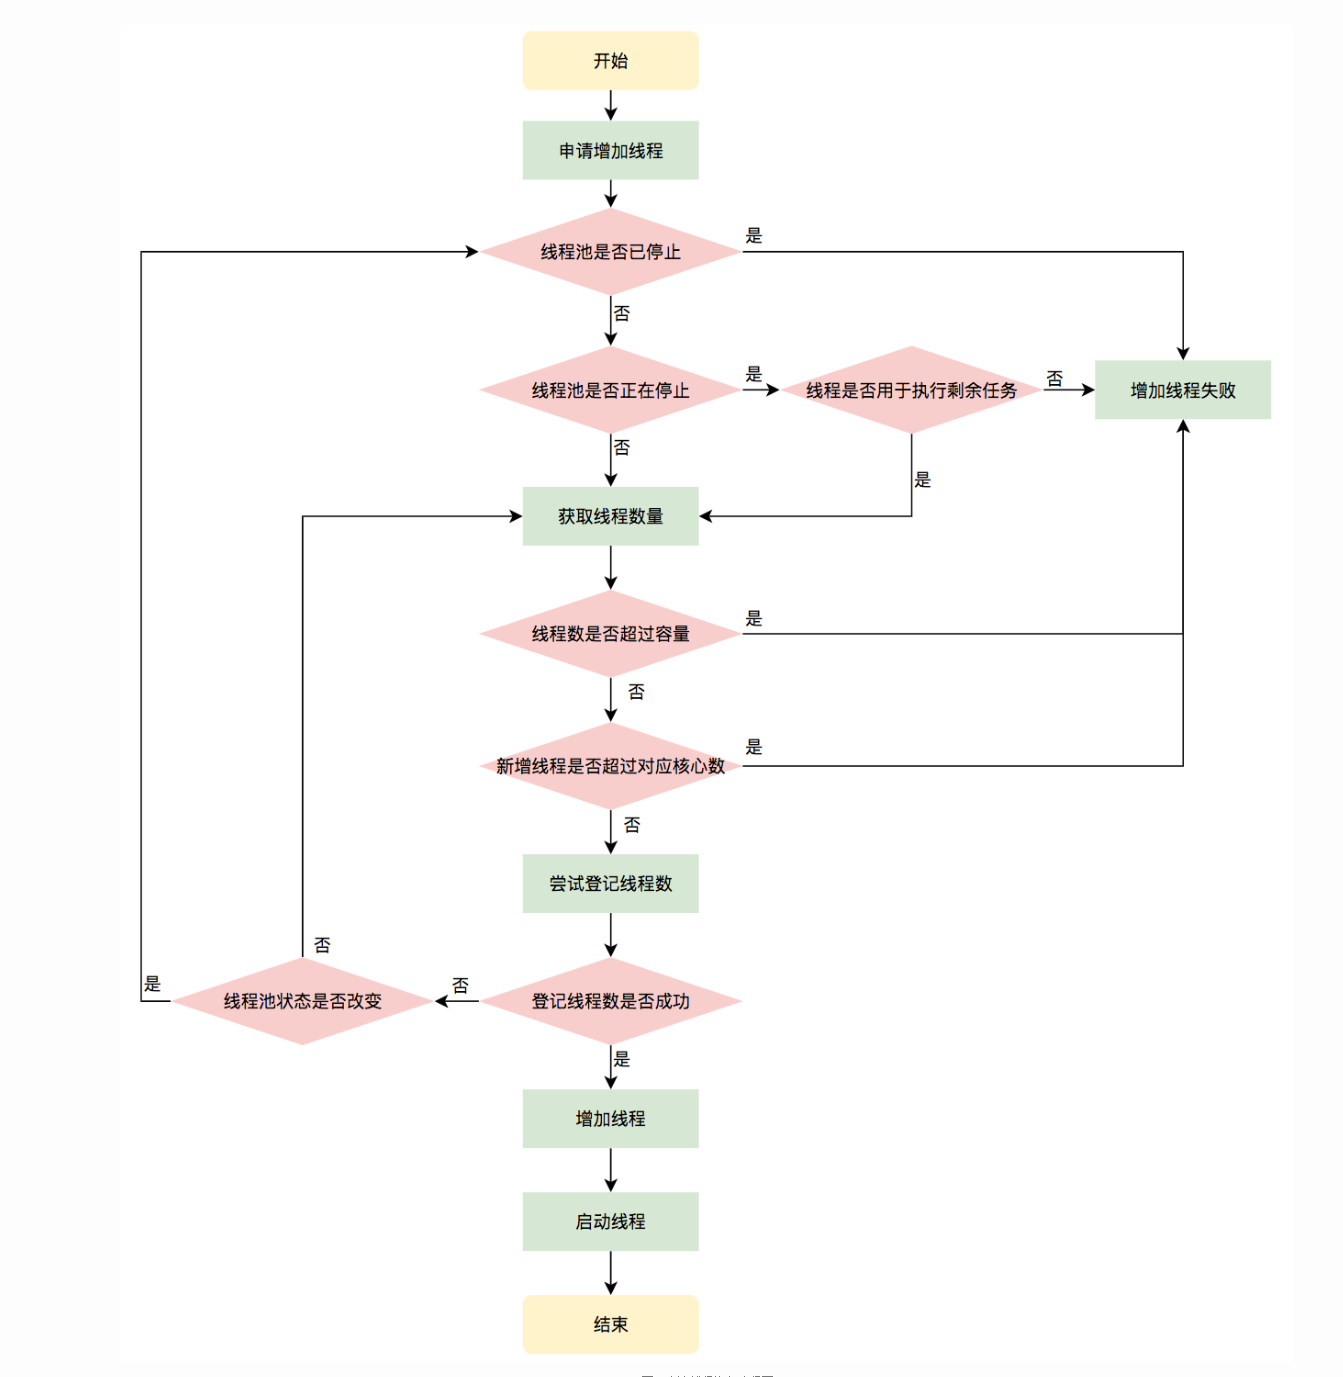 开始
申请增加线程
线程池是否已停止
是
否
线程池是否正在停止
是
线程是否用于执行剩余任务
否
增加线程失败
否
是
获取线程数量
线程数是否超过容量
是
否
新增线程是否超过对应核心数
是
否
尝试登记线程数
否
是
线程池状态是否改变
否
登记线程数是否成功
是
增加线程
启动线程
结束